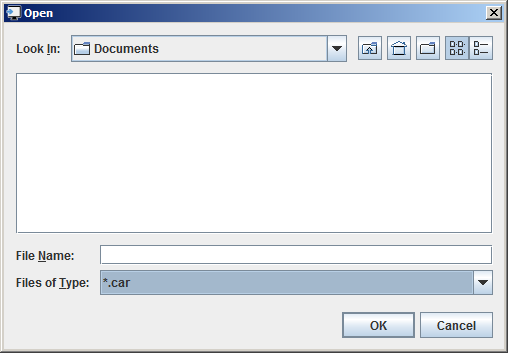 Open
Look In: Documents
File Name:
Files of Type: *.car
OK Cancel